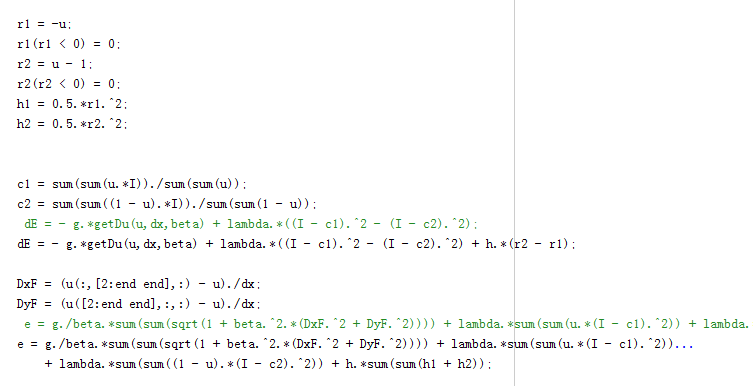 r1 = -u;
r1(r1 < 0) = 0;
r2 = u - 1;
r2(r2 < 0) = 0;
h1 = 0.5.*r1.^2;
h2 = 0.5.*r2.^2;
c1 = sum(sum(u.*I))./sum(sum(u));
c2 = sum(sum((1 - u).*I))./sum(sum(1 - u));
dE = - g.*getDu(u,dx,beta) + lambda.*((I - c1).^2 - (I - c2).^2);
dE = - g.*getDu(u,dx,beta) + lambda.*((I - c1).^2 - (I - c2).^2) + h.*(r2 - r1);
DxF = (u(:,[2:end end],:) - u)./dx;
DyF = (u([2:end end],:,:) - u)./dx;
e = g./beta.*sum(sum(sqrt(1 + beta.^2.*(DxF.^2 + DyF.^2)))) + lambda.*sum(sum(u.*(I - c1).^2)) + lambda.
e = g./beta.*sum(sum(sqrt(1 + beta.^2.*(DxF.^2 + DyF.^2)))) + lambda.*sum(sum(u.*(I - c1).^2))...
+ lambda.*sum(sum((1 - u).*(I - c2).^2)) + h.*sum(sum(h1 + h2));